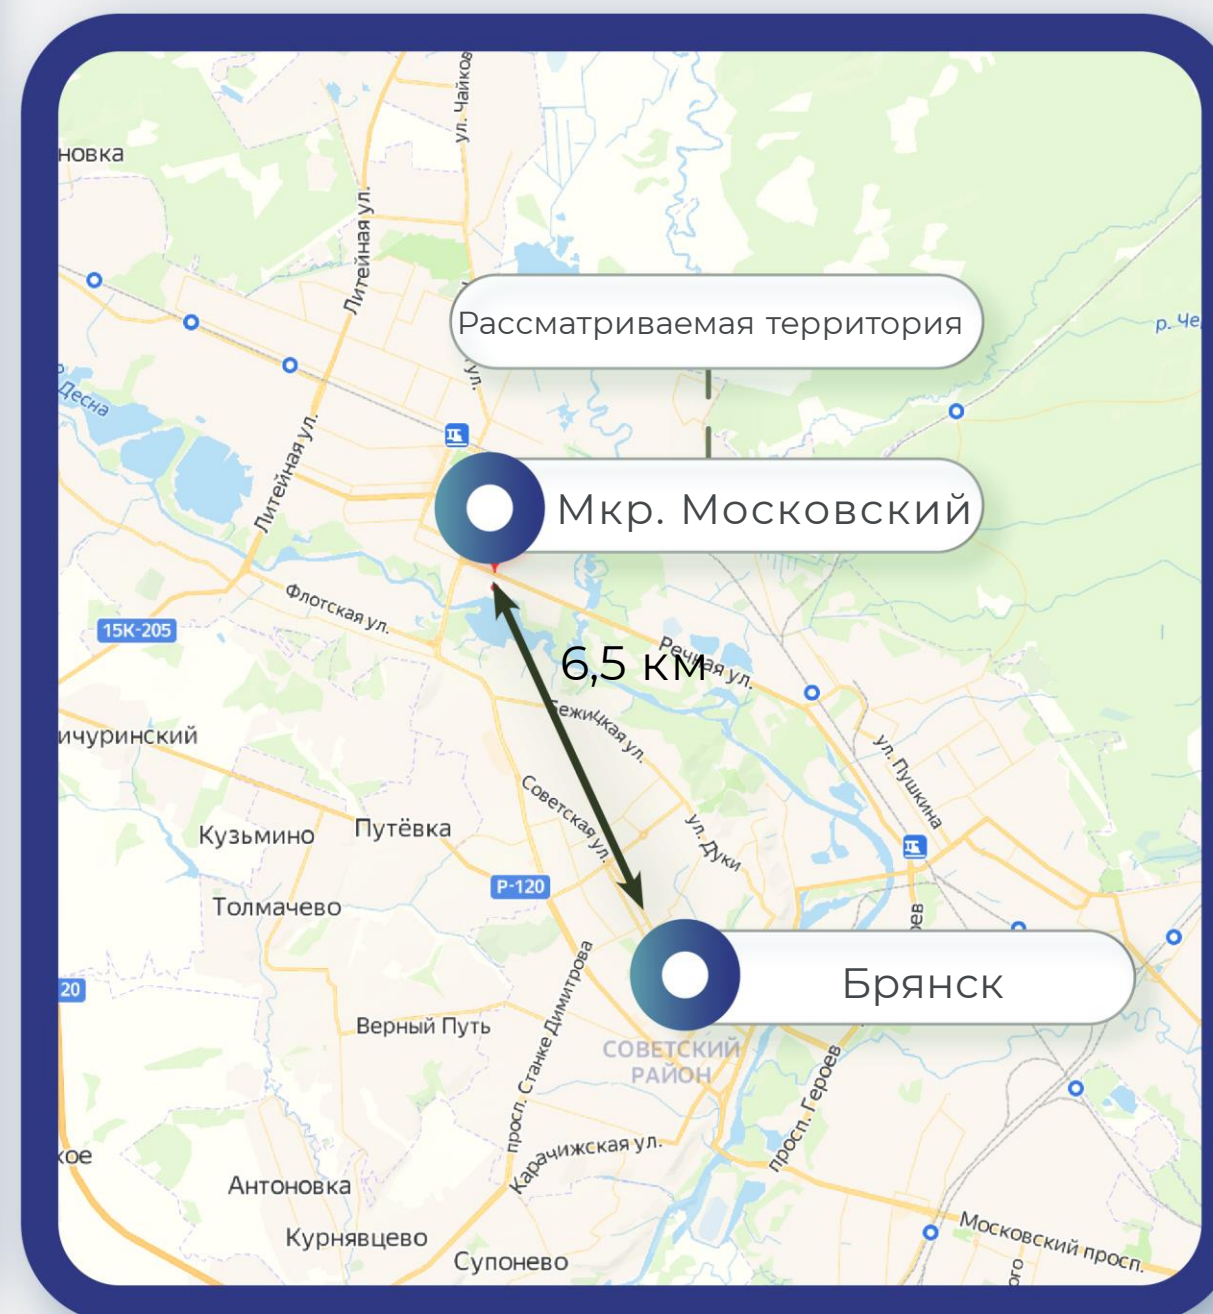 ул. Чайков
новка
Литейная ул.
Рассматриваемая территория
р. Че
ул.
Десна
Литейная ул.
Мкр. Московский
Флотская ул.
15К-205
6,5 км
Речная ул.
Бежицкая ул.
ичуринский
ул. Пушкина
Советская ул.
Кузьмино
Путёвка
ул. Дуки
Р-120
Толмачево
оев
20
Брянск
Верный Путь
просп. Станке Димитрова
СОВЕТСКИЙ
РАЙОН
просп. Героев
Карачижская ул.
кое
Антоновка
Курнявцево
Супонево
Московский просп.
ого